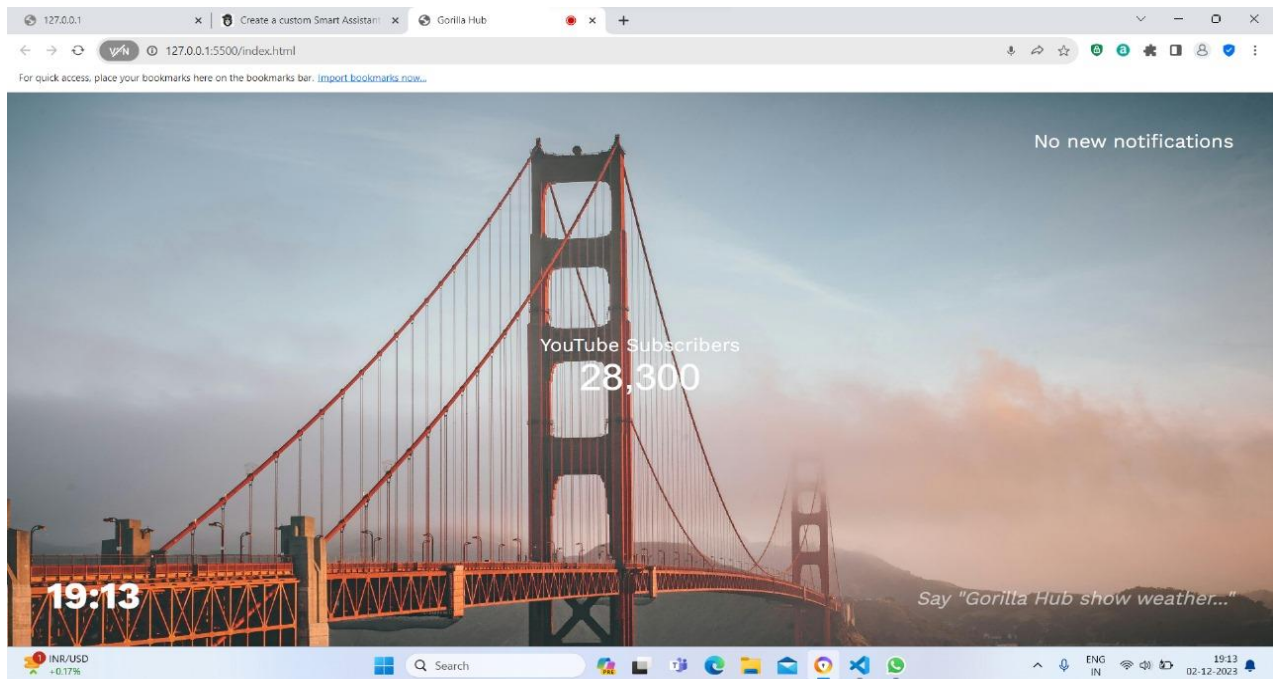 127.0.0.1
Create a custom Smart Assistant
Gorilla Hub
127.0.0.1:5500/index.html
For quick access, place your bookmarks here on the bookmarks bar. Import bookmarks now...
No new notifications
YouTube Subscribers
28,300
19:13
Say "Gorilla Hub show weather..."
1
INR/USD
+0.17%
Search
PRE
ENG
IN
19:13
02-12-2023